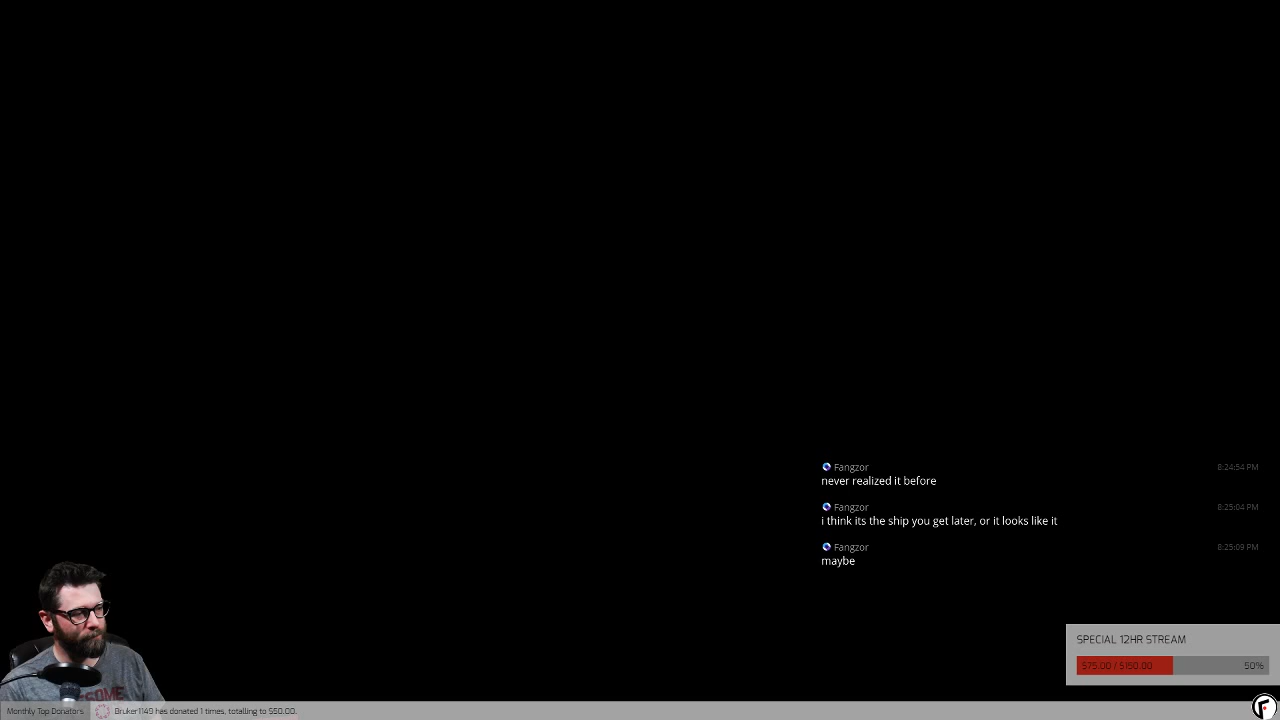 Fangzor 8:24:54 PM
never realized it before
Fangzor 8:25:04 PM
i think its the ship you get later, or it looks like it
Fangzor 8:25:09 PM
maybe
SPECIAL 12HR STREAM
$75.00 / $150.00 50%
Monthly Top Donators: Bruker1149 has donated 1 times, totalling to $50.00.